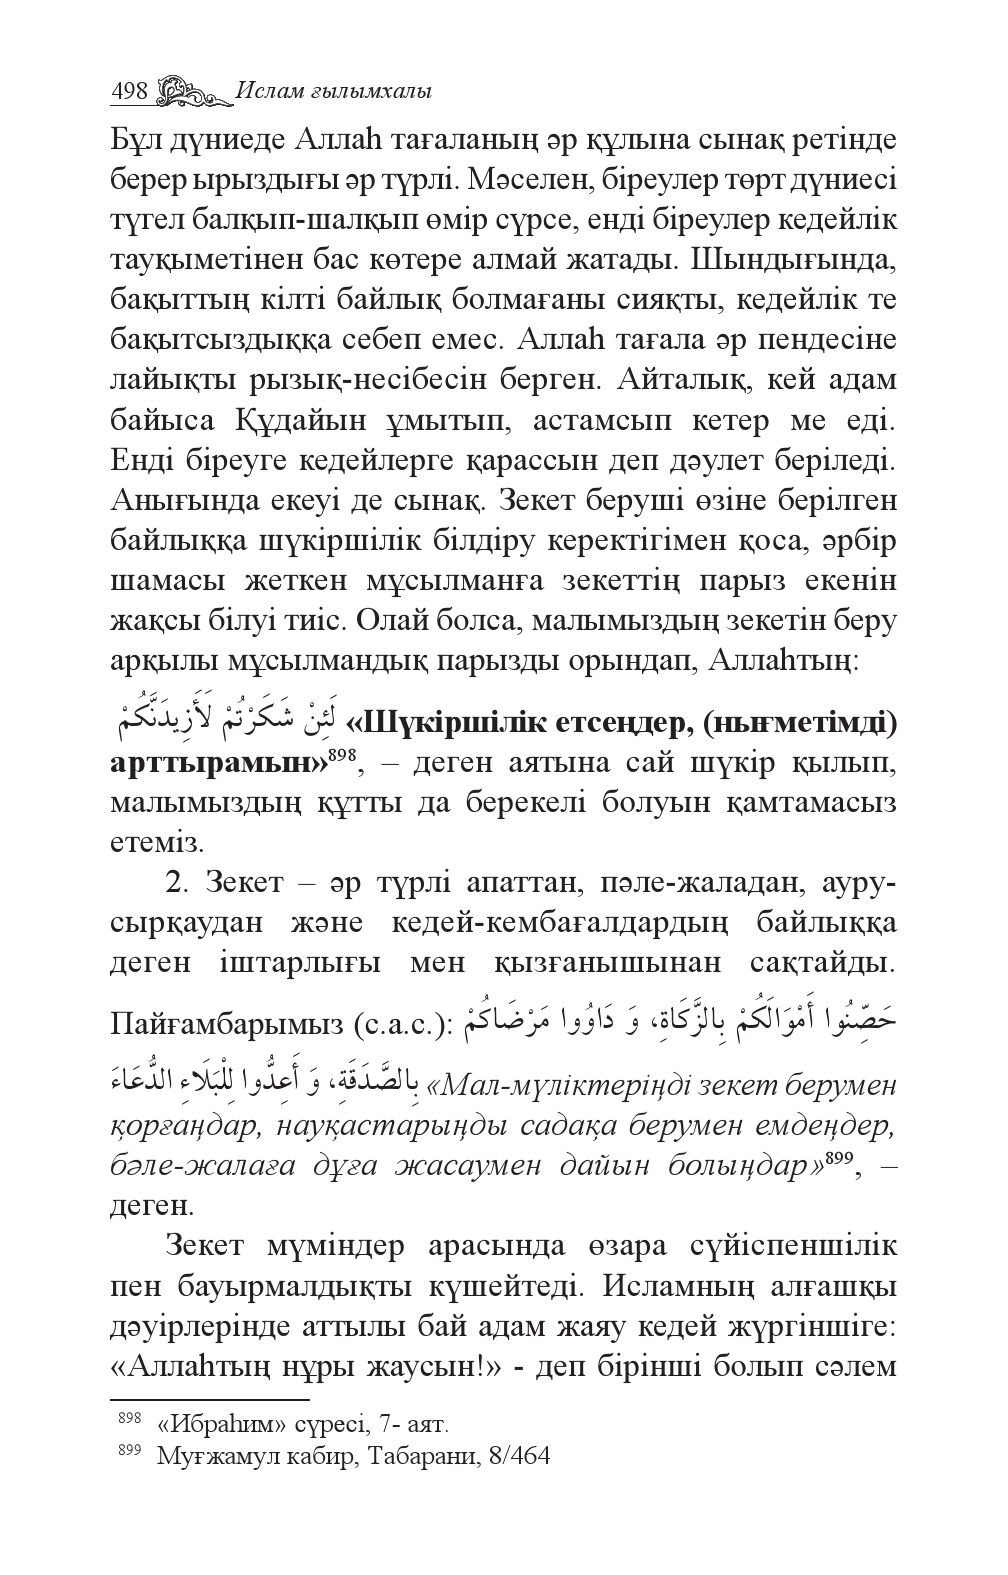 498 Ислам ғылымхалы
Бұл дүниеде Аллаһ тағаланың әр құлына сынақ ретінде
берер ырыздығы әр түрлі. Мәселен, біреулер төрт дүниесі
түгел балқып-шалқып өмір сүрсе, енді біреулер кедейлік
тауқыметінен бас көтере алмай жатады. Шындығында,
бақыттың кілті байлық болмағаны сияқты, кедейлік те
бақытсыздыққа себеп емес. Аллаһ тағала әр пендесіне
лайықты рызық-несібесін берген. Айталық, кей адам
байыса Құдайын ұмытып, астамсып кетер ме еді.
Енді біреуге кедейлерге қарассын деп дәулет беріледі.
Анығында екеуі де сынақ. Зекет беруші өзіне берілген
байлыққа шүкіршілік білдіру керектігімен қоса, әрбір
шамасы жеткен мұсылманға зекеттің парыз екенін
жақсы білуі тиіс. Олай болса, малымыздың зекетін беру
арқылы мұсылмандық парызды орындап, Аллаһтың:
لَئِنْ شَكَرْتُمْ لَأَزِيدَنَّكُمْ «Шүкіршілік етсеңдер, (нығметімді)
арттырамын»898, – деген аятына сай шүкір қылып,
малымыздың құтты да берекелі болуын қамтамасыз
етеміз.
2. Зекет – әр түрлі апаттан, пәле-жаладан, ауру-
сырқаудан және кедей-кембағалдардың байлыққа
деген іштарлығы мен қызғанышынан сақтайды.
Пайғамбарымыз (с.а.с.): حَصِّنُوا أَمْوَالَكُمْ بِالزَّكَاةِ، وَ دَاوُوا مَرْضَاكُمْ
بِالصَّدَقَةِ، وَ أَعِدُّوا لِلْبَلَاءِ الدُّعَاءَ «Мал-мүліктеріңді зекет берумен
қорғаңдар, науқастарыңды садақа берумен емдеңдер,
бәле-жалаға дұға жасаумен дайын болыңдар»899, –
деген.
Зекет мүміндер арасында өзара сүйіспеншілік
пен бауырмалдықты күшейтеді. Исламның алғашқы
дәуірлерінде аттылы бай адам жаяу кедей жүргіншіге:
«Аллаһтың нұры жаусын!» - деп бірінші болып сәлем
898 «Ибраһим» сүресі, 7- аят.
899 Муғжамул кабир, Табарани, 8/464